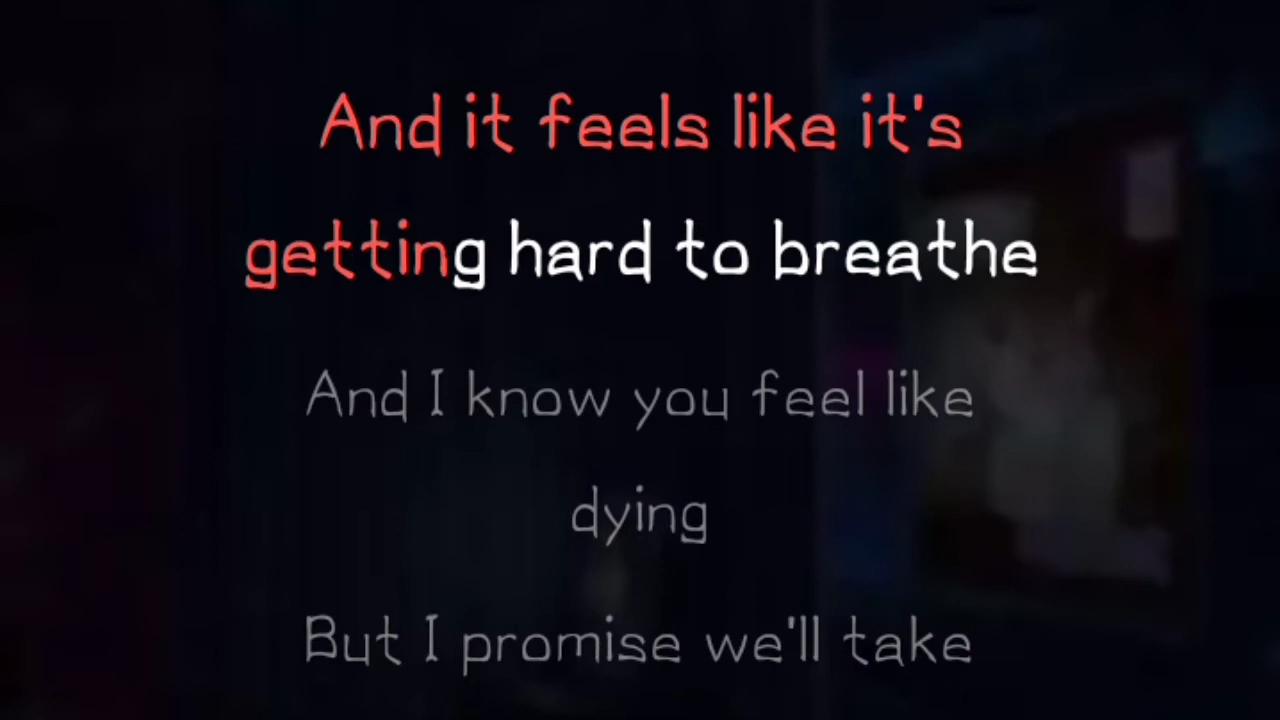 And it feels like it's
getting hard to breathe
And I know you feel like
dying
But I promise we'll take